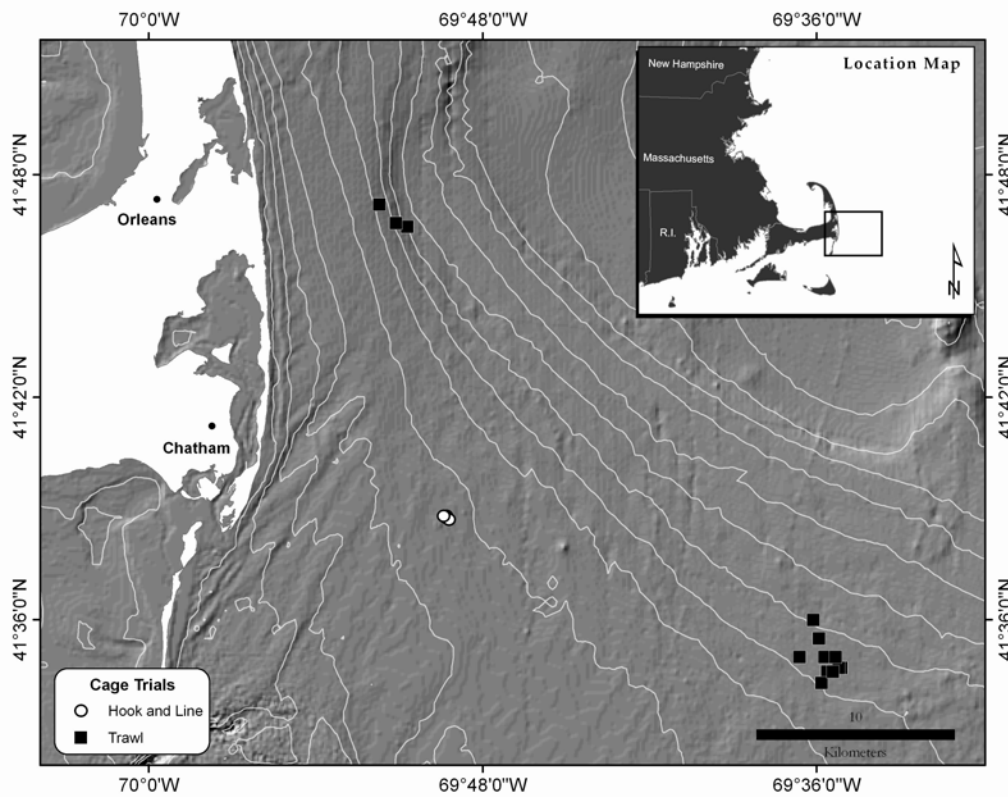 70°0'W 69°48'0"W 69°36'0"W
New Hampshire
Location Map
Massachusetts
R.I.
N
41°48'0"N
41°48'0"N
Orleans
41°42'0"N
41°42'0"N
Chatham
41°36'0"N
41°36'0"N
Cage Trials
Hook and Line
Trawl
10
Kilometers
70°0'W 69°48'0"W 69°36'0"W